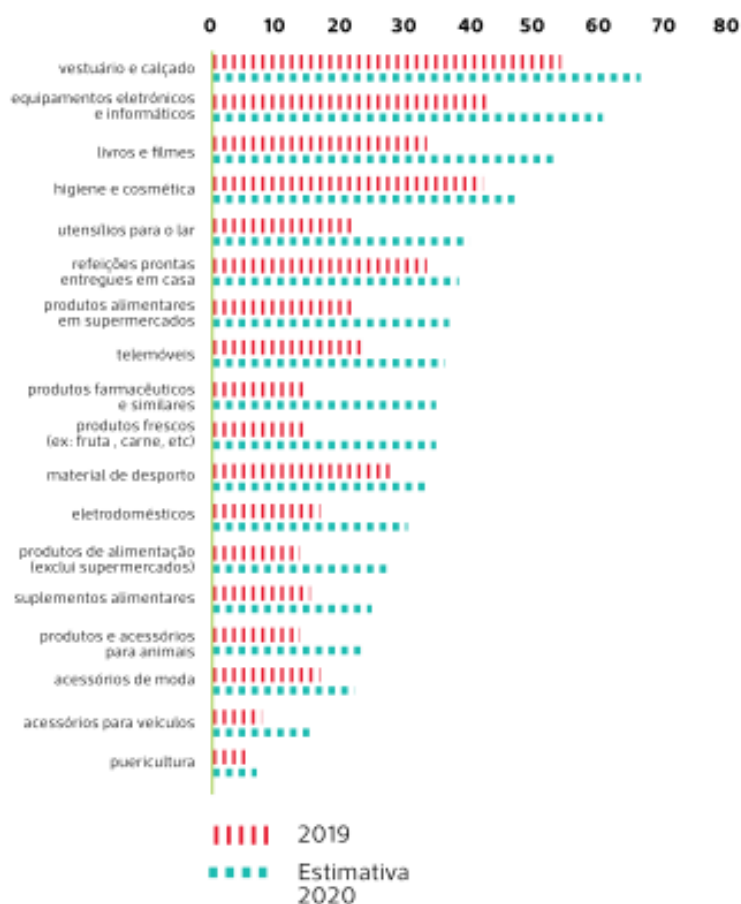 0 10 20 30 40 50 60 70 80
vestuário e calçado
equipamentos eletrónicos
e informáticos
livros e filmes
higiene e cosmética
utensílios para o lar
refeições prontas
entregues em casa
produtos alimentares
em supermercados
telemóveis
produtos farmacêuticos
e similares
produtos frescos
(ex: fruta , carne, etc)
material de desporto
eletrodomésticos
produtos de alimentação
(exclui supermercados)
suplementos alimentares
produtos e acessórios
para animais
acessórios de moda
acessórios para veículos
puericultura
2019
Estimativa
2020